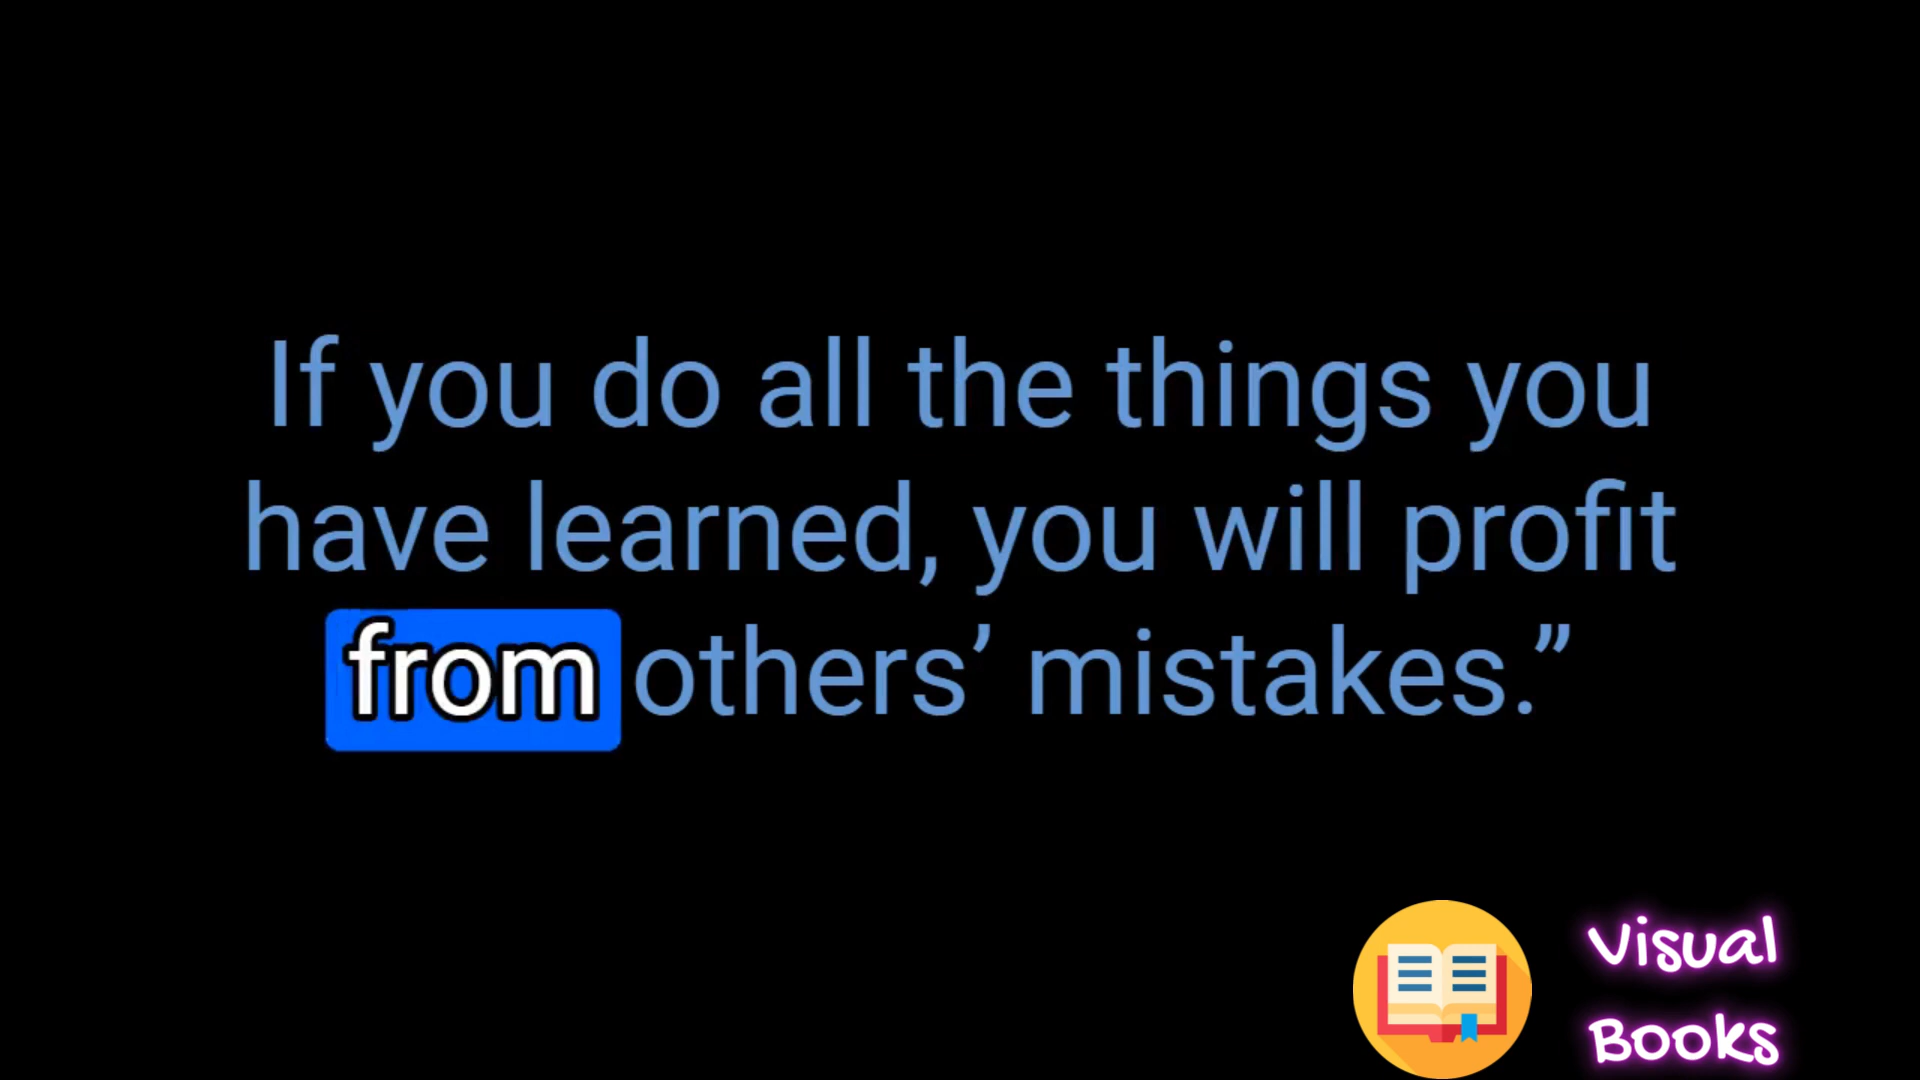 If you do all the things you
have learned, you will profit
from others’ mistakes.”
Visual
Books